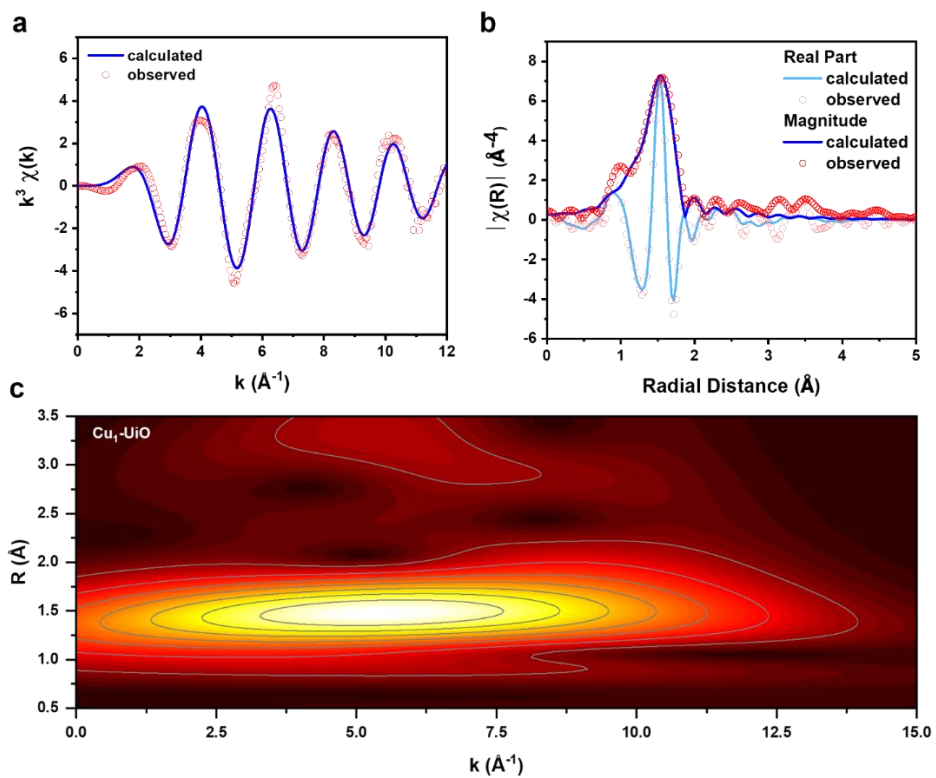 a
calculated
observed
k³ χ(k)
6
4
2
0
-2
-4
-6
0 2 4 6 8 10 12
k (Å⁻¹)
b
Real Part
calculated
observed
Magnitude
calculated
observed
|χ(R)| (Å⁻⁴)
8
6
4
2
0
-2
-4
-6
-8
0 1 2 3 4 5
Radial Distance (Å)
c
Cu₁-UiO
R (Å)
3.5
3.0
2.5
2.0
1.5
1.0
0.5
0.0 2.5 5.0 7.5 10.0 12.5 15.0
k (Å⁻¹)